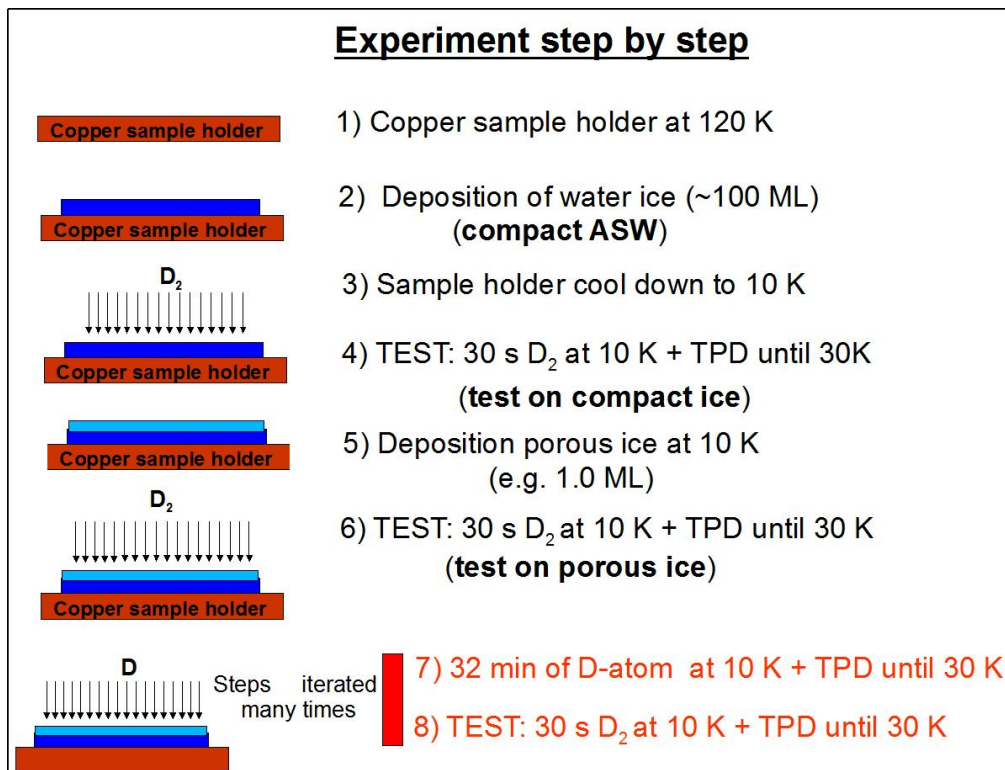 Experiment step by step
Copper sample holder
1) Copper sample holder at 120 K
2) Deposition of water ice (~100 ML)
(compact ASW)
Copper sample holder
D₂
3) Sample holder cool down to 10 K
4) TEST: 30 s D₂ at 10 K + TPD until 30K
Copper sample holder
(test on compact ice)
5) Deposition porous ice at 10 K
Copper sample holder
(e.g. 1.0 ML)
D₂
6) TEST: 30 s D₂ at 10 K + TPD until 30 K
(test on porous ice)
Copper sample holder
D
Steps iterated
many times
7) 32 min of D-atom at 10 K + TPD until 30 K
8) TEST: 30 s D₂ at 10 K + TPD until 30 K